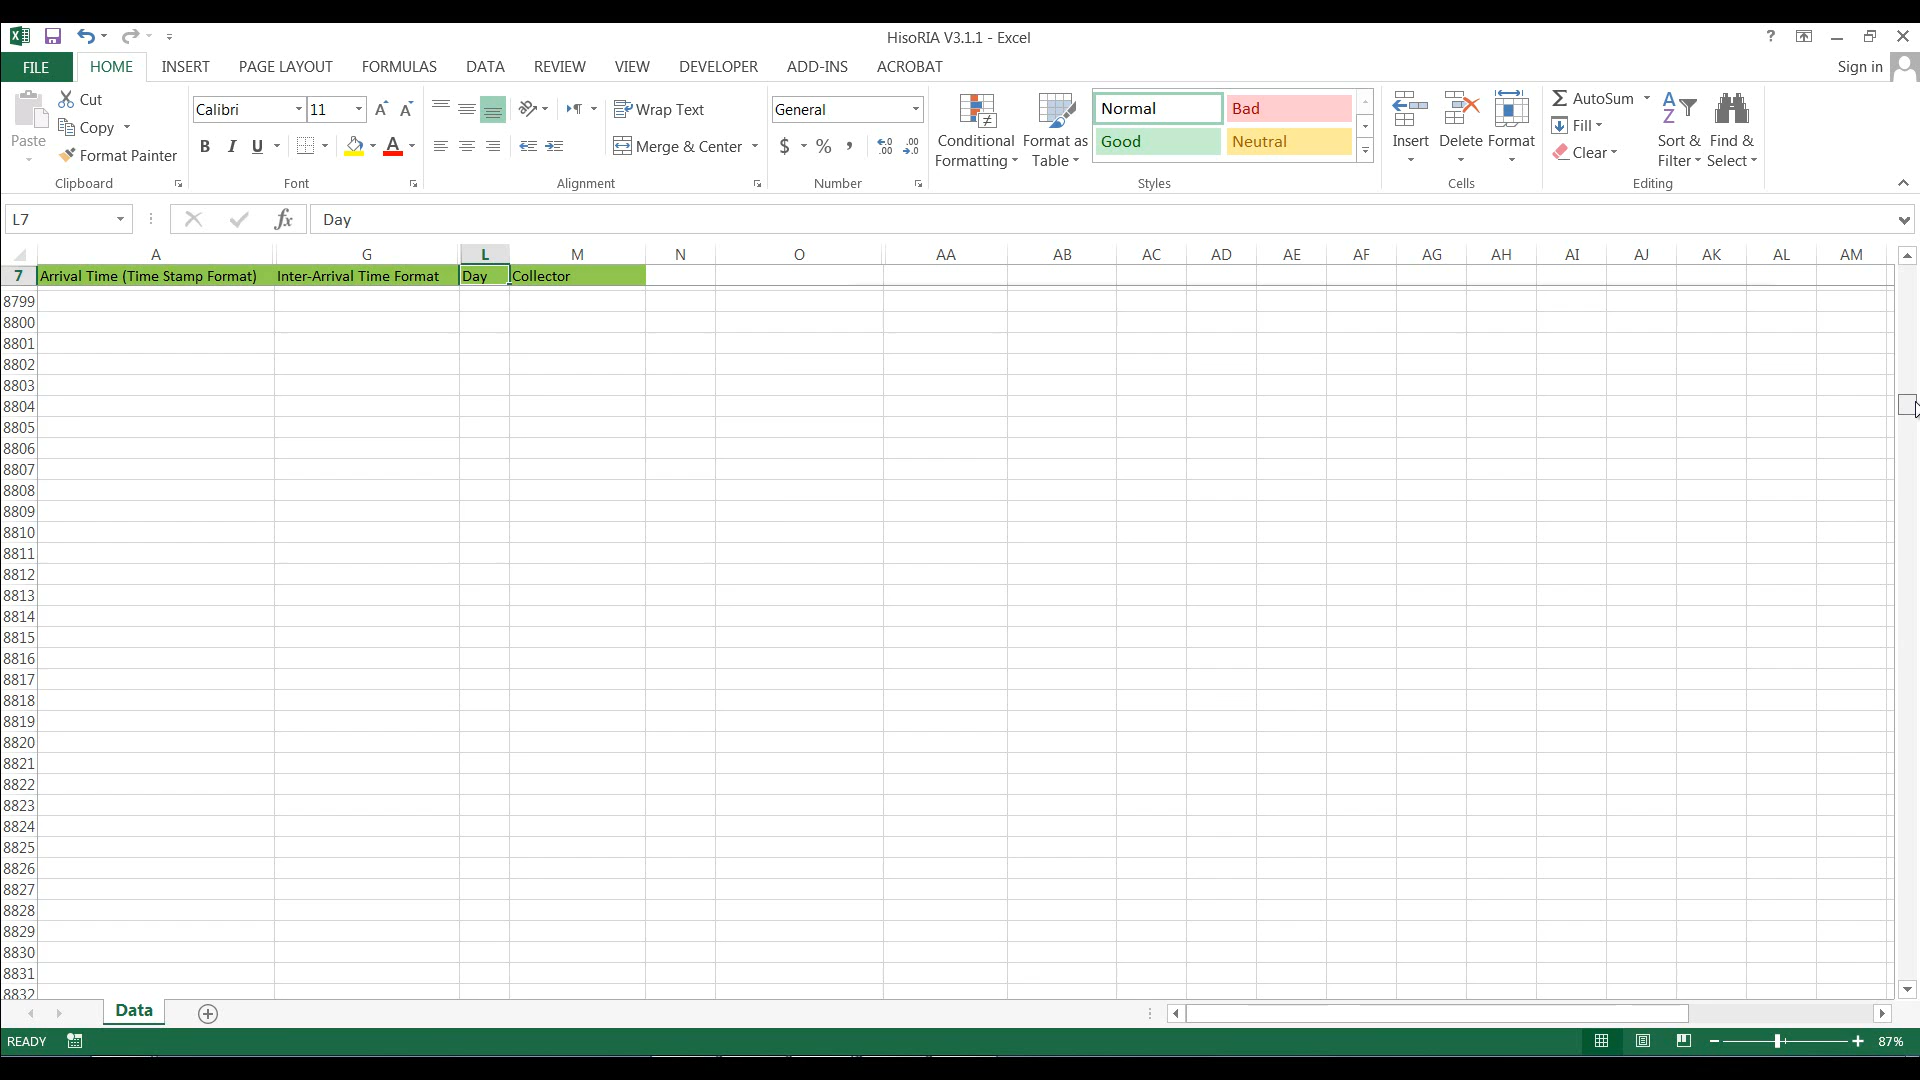 HisoRIA V3.1.1 - Excel
FILE HOME INSERT PAGE LAYOUT FORMULAS DATA REVIEW VIEW DEVELOPER ADD-INS ACROBAT Sign in
Paste
Cut
Copy
Format Painter
Clipboard
Calibri 11
B I U
Font
Wrap Text
Merge & Center
Alignment
General
$ % ,
Number
Conditional Formatting
Format as Table
Normal Bad
Good Neutral
Styles
Insert Delete Format
Cells
AutoSum
Fill
Clear
Sort & Filter
Find & Select
Editing
L7 fx Day
A G L M N O AA AB AC AD AE AF AG AH AI AJ AK AL AM
7 Arrival Time (Time Stamp Format) Inter-Arrival Time Format Day Collector
8799
8800
8801
8802
8803
8804
8805
8806
8807
8808
8809
8810
8811
8812
8813
8814
8815
8816
8817
8818
8819
8820
8821
8822
8823
8824
8825
8826
8827
8828
8829
8830
8831
8832
Data
READY 87%